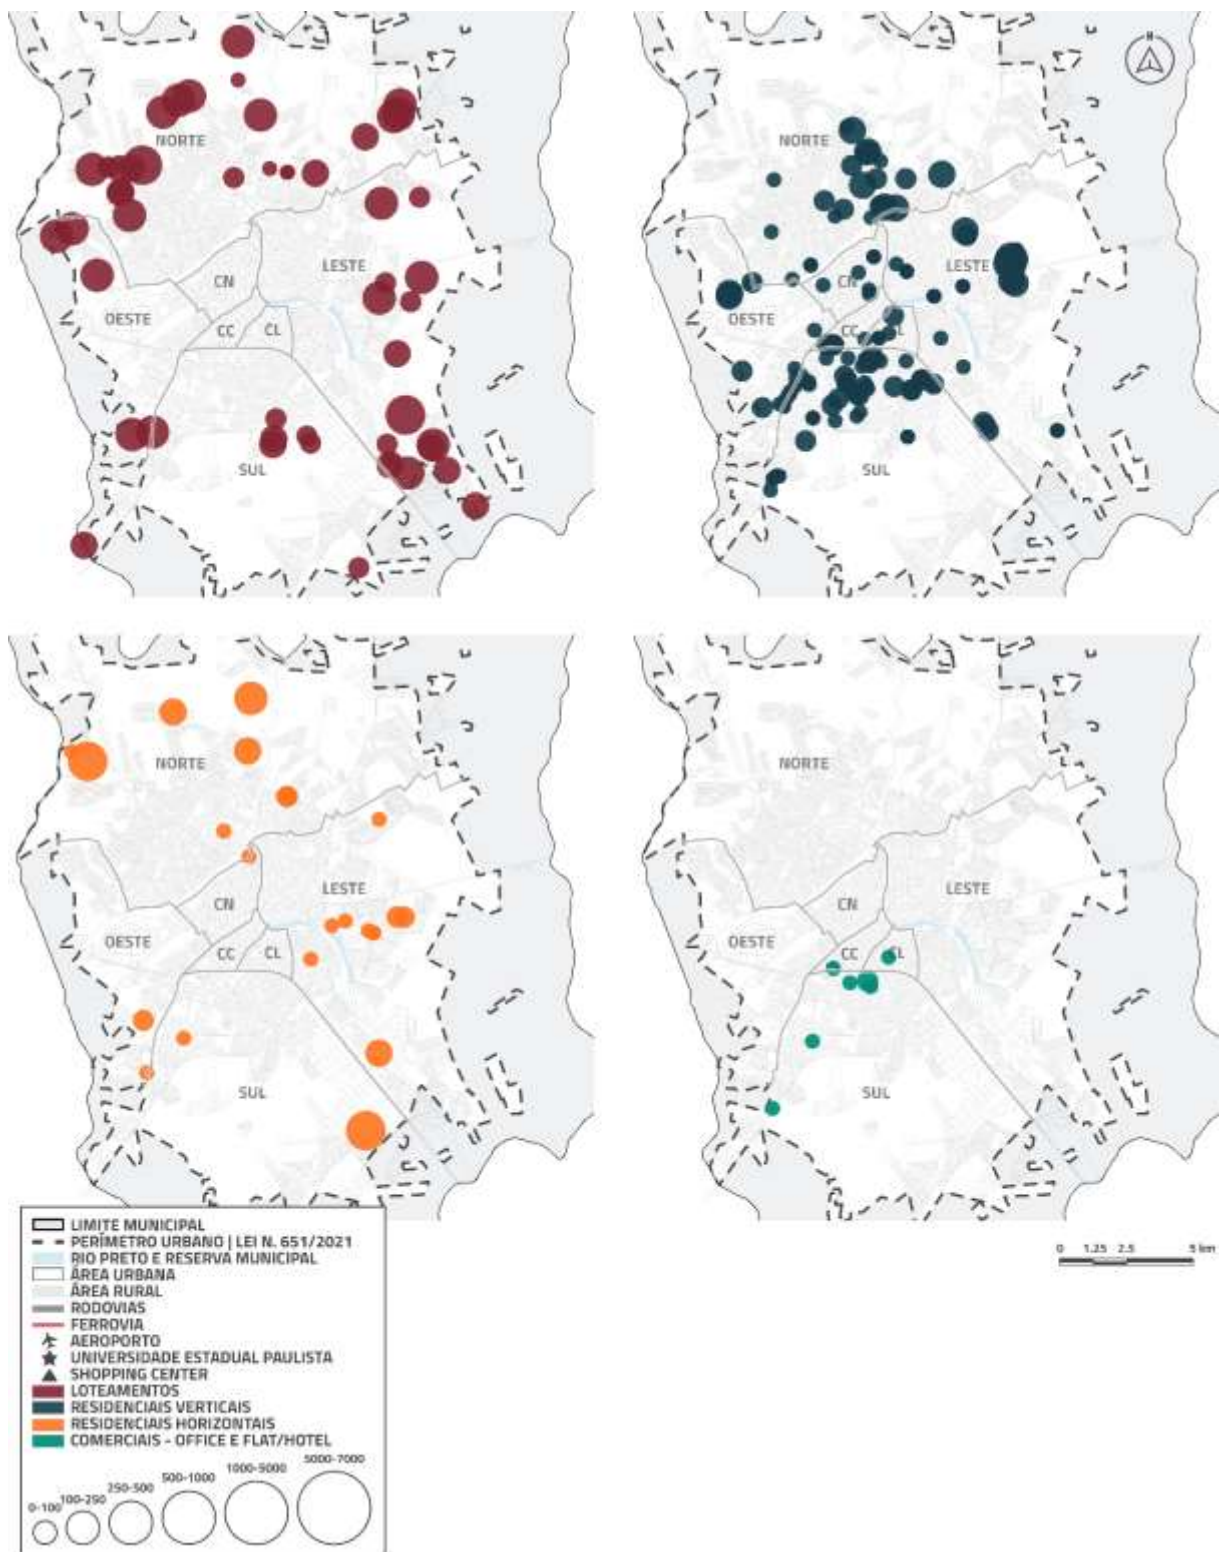 N
NORTE
LESTE
CN
OESTE
CC
CL
SUL
NORTE
LESTE
CN
OESTE
CC
CL
SUL
NORTE
LESTE
CN
OESTE
CC
CL
SUL
NORTE
LESTE
CN
OESTE
CC
CL
SUL
LIMITE MUNICIPAL
PERÍMETRO URBANO | LEI N. 651/2021
RIO PRETO E RESERVA MUNICIPAL
ÁREA URBANA
ÁREA RURAL
RODOVIAS
FERROVIA
AEROPORTO
UNIVERSIDADE ESTADUAL PAULISTA
SHOPPING CENTER
LOTEAMENTOS
RESIDENCIAIS VERTICAIS
RESIDENCIAIS HORIZONTAIS
COMERCIAIS - OFFICE E FLAT/HOTEL
0-100 100-250 250-500 500-1000 1000-5000 5000-7000
0 1.25 2.5 5 km